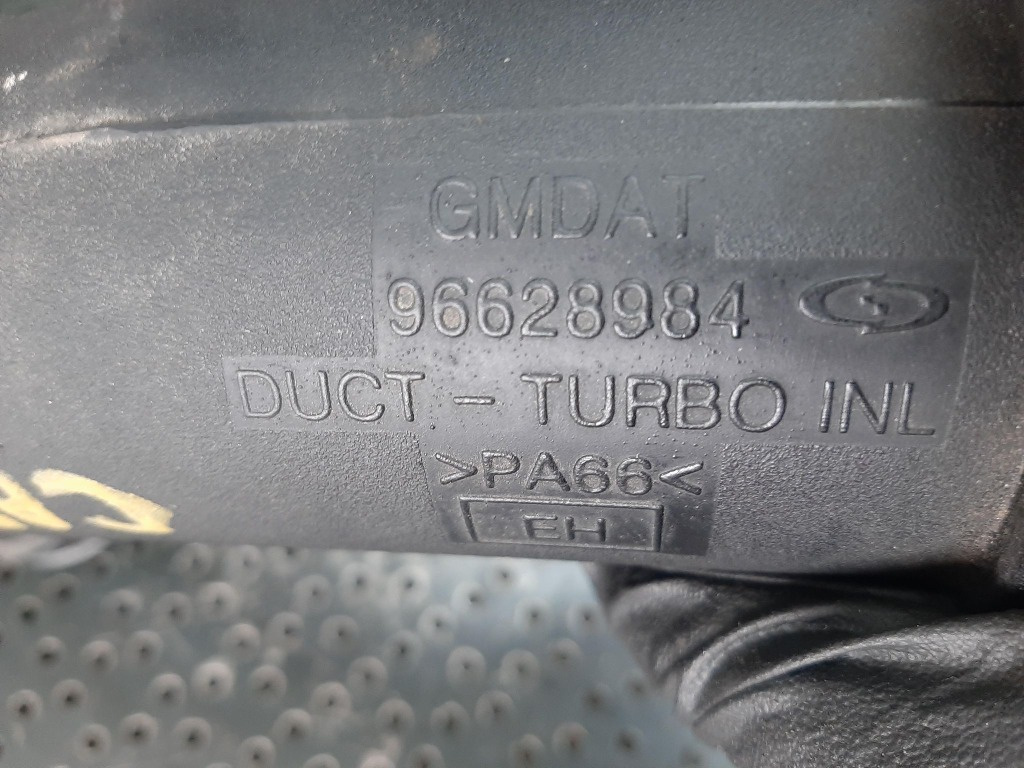 GMDAT
96628984
DUCT - TURBO INL
>PA66<
EH